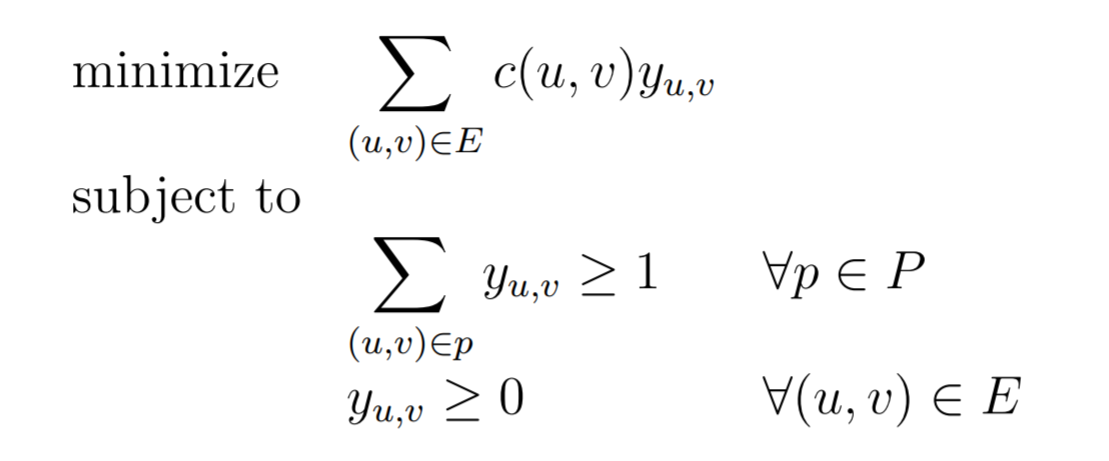 minimize ∑ c(u, v)y_{u,v}
(u,v)∈E
subject to
∑ y_{u,v} ≥ 1 ∀p ∈ P
(u,v)∈p
y_{u,v} ≥ 0 ∀(u, v) ∈ E